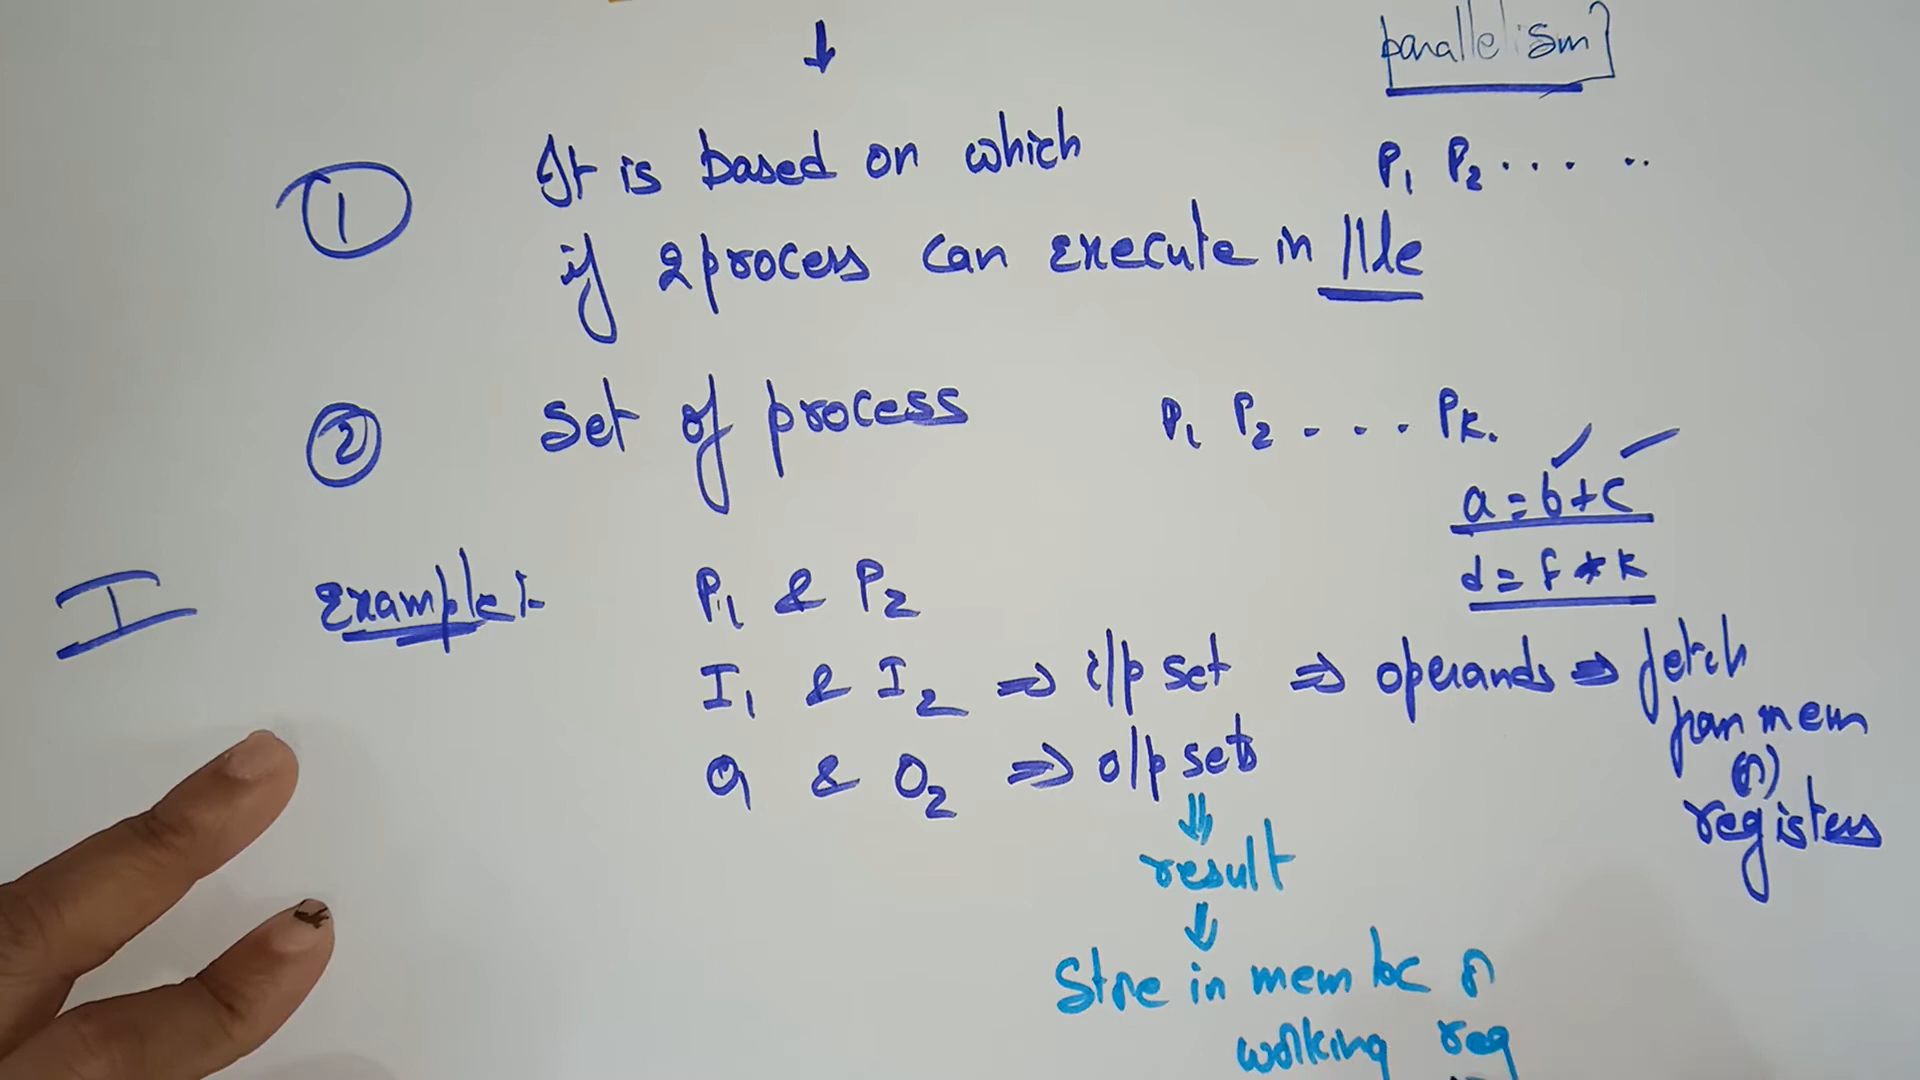 parallelism]
It is based on which
P1 P2 . . . . ..
if 2 process can execute in ||le
② Set of process P1 P2 . . . . Pk.
①
a = b + c
d = f * k
I Example:- P1 & P2
I1 & I2 ⇒ i/p set ⇒ operands ⇒ fetch
from mem
(or)
registers
O1 & O2 ⇒ o/p sets
⇓
result
⇓
Store in mem loc or
working reg